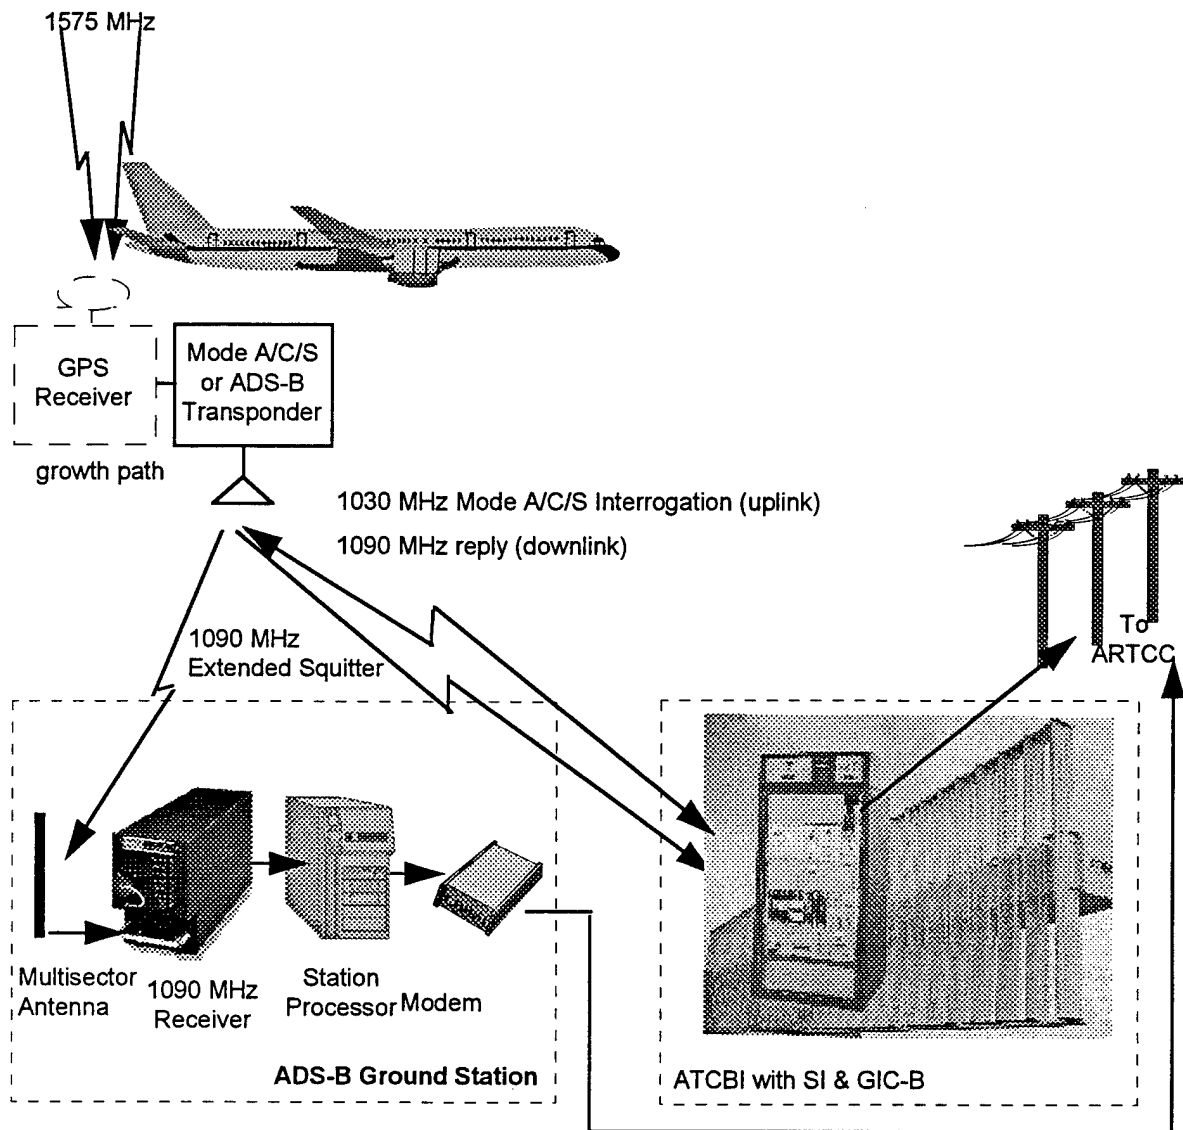 1575 MHz
GPS
Receiver
Mode A/C/S
or ADS-B
Transponder
growth path
1030 MHz Mode A/C/S Interrogation (uplink)
1090 MHz reply (downlink)
1090 MHz
Extended Squitter
To
ARTCC
Multisector
Antenna
1090 MHz
Receiver
Station
Processor
Modem
ADS-B Ground Station
ATCBI with SI & GIC-B